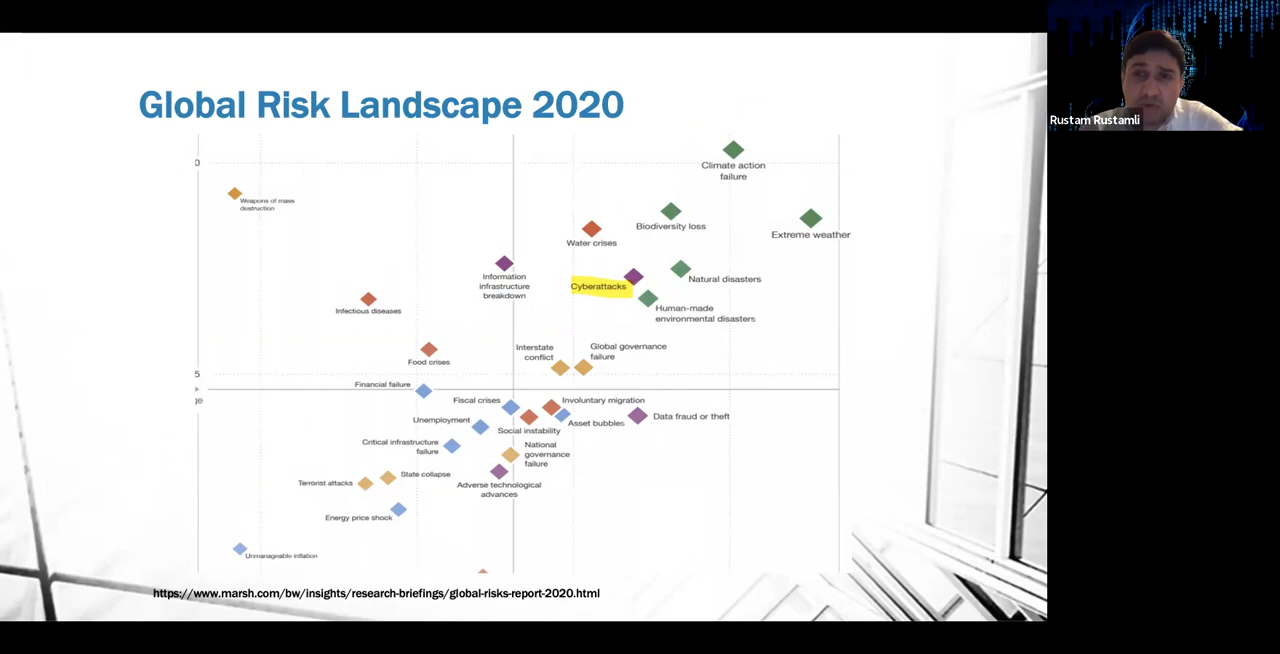 Rustam Rustamli
Global Risk Landscape 2020
0
Climate action
failure
Weapons of mass
destruction
Biodiversity loss
Extreme weather
Water crises
Information
infrastructure
breakdown
Cyberattacks
Natural disasters
Human-made
environmental disasters
Infectious diseases
Interstate
conflict
Global governance
failure
Food crises
5
Financial failure
ge
Fiscal crises
Involuntary migration
Unemployment
Social instability
Asset bubbles
Data fraud or theft
Critical infrastructure
failure
National
governance
failure
State collapse
Terrorist attacks
Adverse technological
advances
Energy price shock
Unmanageable inflation
https://www.marsh.com/bw/insights/research-briefings/global-risks-report-2020.html